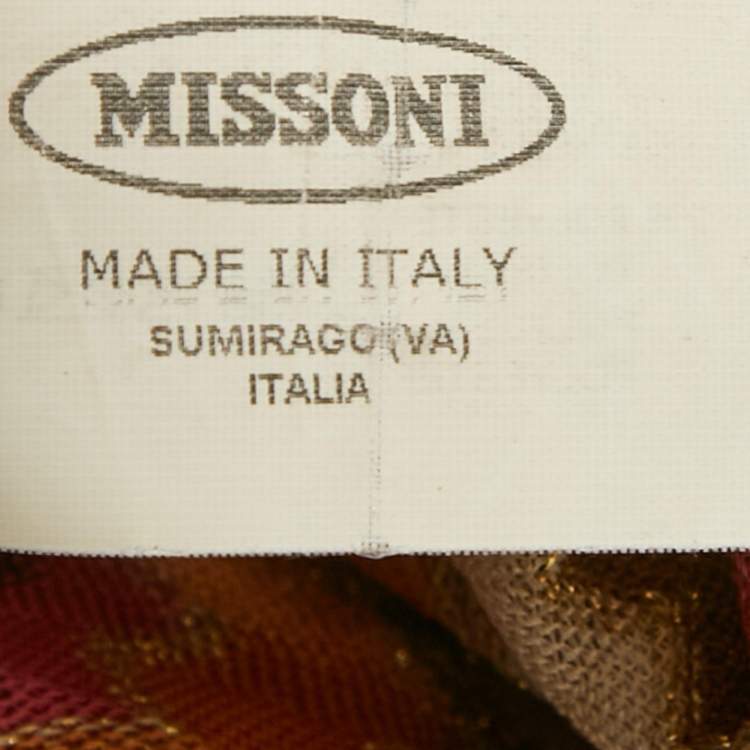 MISSONI
MADE IN ITALY
SUMIRAGO (VA)
ITALIA